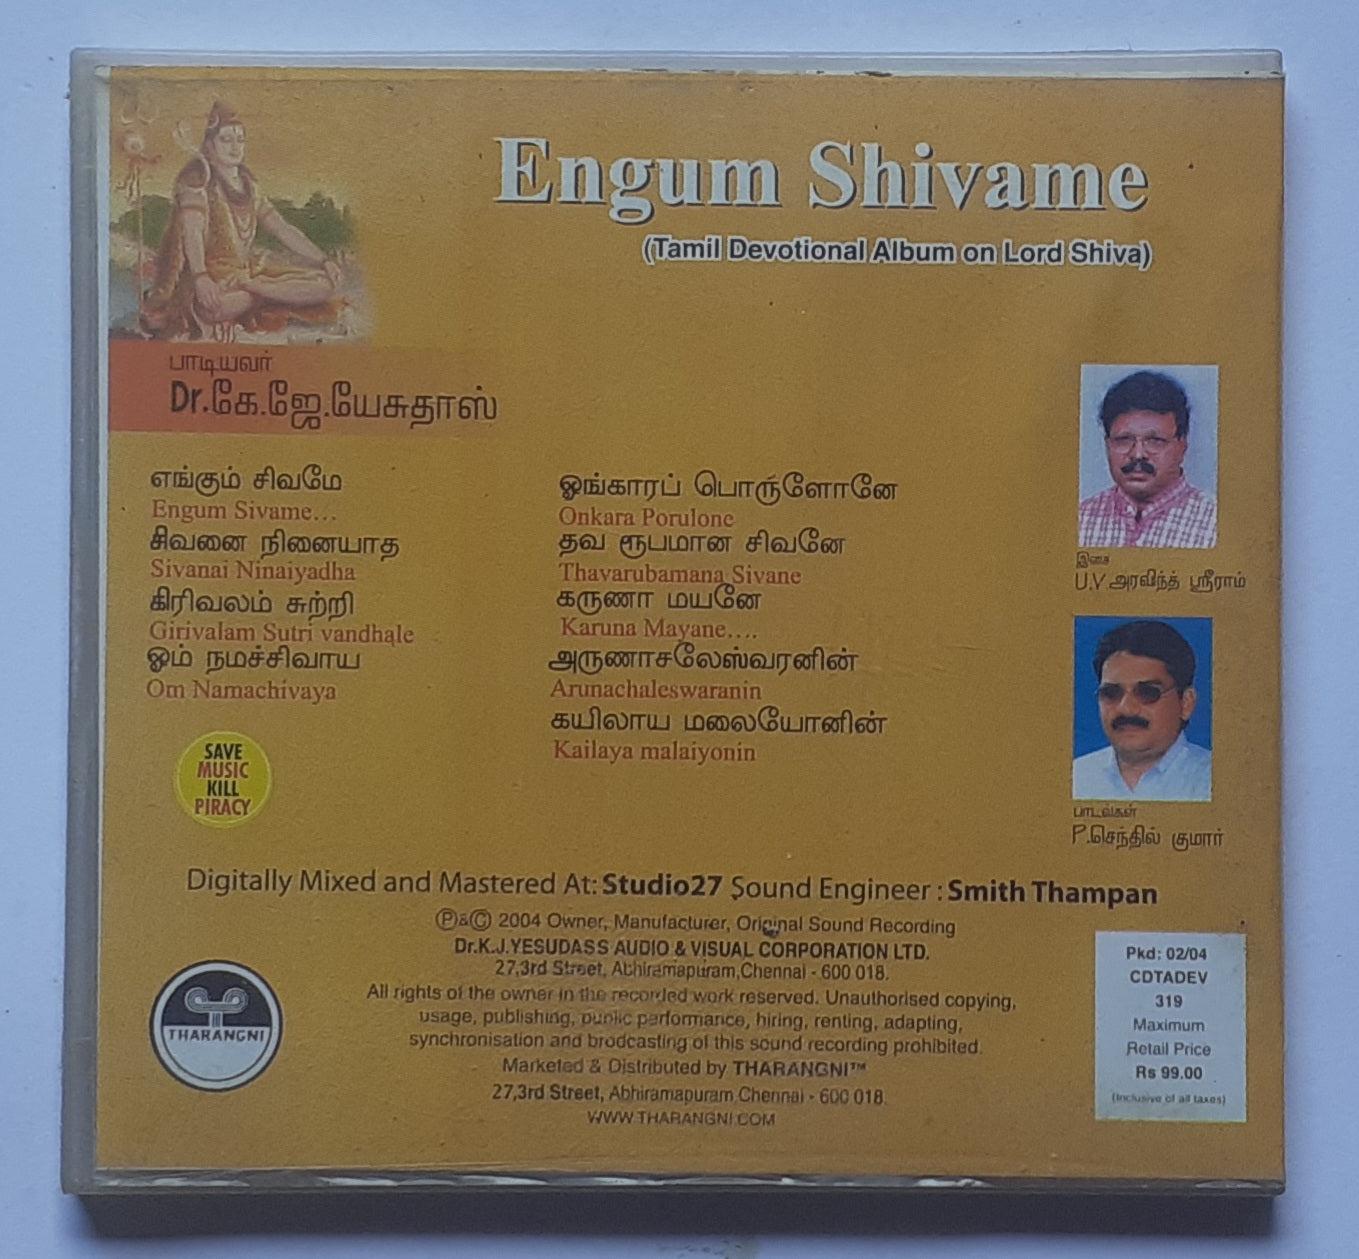 Engum Shivame
(Tamil Devotional Album on Lord Shiva)
பாடியவர்
Dr.கே.ஜே.யேசுதாஸ்
எங்கும் சிவமே
Engum Sivame...
சிவனை நினையாத
Sivanai Ninaiyadha
கிரிவலம் சுற்றி
Girivalam Sutri vandhale
ஓம் நமச்சிவாய
Om Namachivaya
ஓங்காரப் பொருளோனே
Onkara Porulone
தவ ரூபமான சிவனே
Thavarubamana Sivane
கருணா மயனே
Karuna Mayane....
அருணாசலேஸ்வரனின்
Arunachaleswaranin
கயிலாய மலையோனின்
Kailaya malaiyonin
இசை
U.V.அரவிந்த் ஸ்ரீராம்
பாடல்கள்
P.செந்தில் குமார்
SAVE
MUSIC
KILL
PIRACY
Digitally Mixed and Mastered At: Studio27 Sound Engineer : Smith Thampan
Ⓟ&Ⓒ 2004 Owner, Manufacturer, Original Sound Recording
Dr.K.J.YESUDASS AUDIO & VISUAL CORPORATION LTD.
27,3rd Street, Abhiramapuram,Chennai - 600 018.
All rights of the owner in the recorded work reserved. Unauthorised copying,
usage, publishing, public performance, hiring, renting, adapting,
synchronisation and brodcasting of this sound recording prohibited.
Marketed & Distributed by THARANGNI™
27,3rd Street, Abhiramapuram Chennai - 600 018.
WWW.THARANGNI.COM
THARANGNI
Pkd: 02/04
CDTADEV
319
Maximum
Retail Price
Rs 99.00
(Inclusive of all taxes)